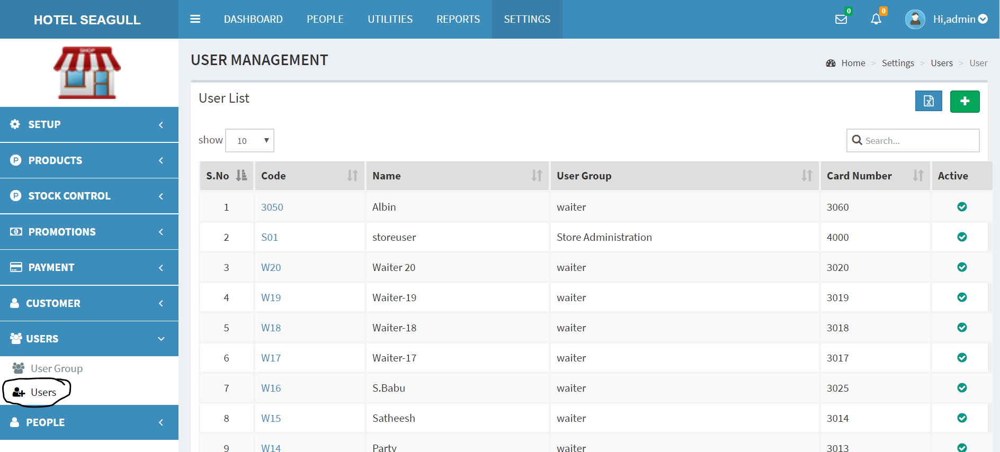 HOTEL SEAGULL
DASHBOARD PEOPLE UTILITIES REPORTS SETTINGS
0 0 Hi,admin
SHOP
USER MANAGEMENT
Home > Settings > Users > User
SETUP
PRODUCTS
STOCK CONTROL
PROMOTIONS
PAYMENT
CUSTOMER
USERS
User Group
Users
PEOPLE
User List
show 10
Search...
S.No Code Name User Group Card Number Active
1 3050 Albin waiter 3060
2 S01 storeuser Store Administration 4000
3 W20 Waiter 20 waiter 3020
4 W19 Waiter-19 waiter 3019
5 W18 Waiter-18 waiter 3018
6 W17 Waiter-17 waiter 3017
7 W16 S.Babu waiter 3025
8 W15 Satheesh waiter 3014
9 W14 Party waiter 3013